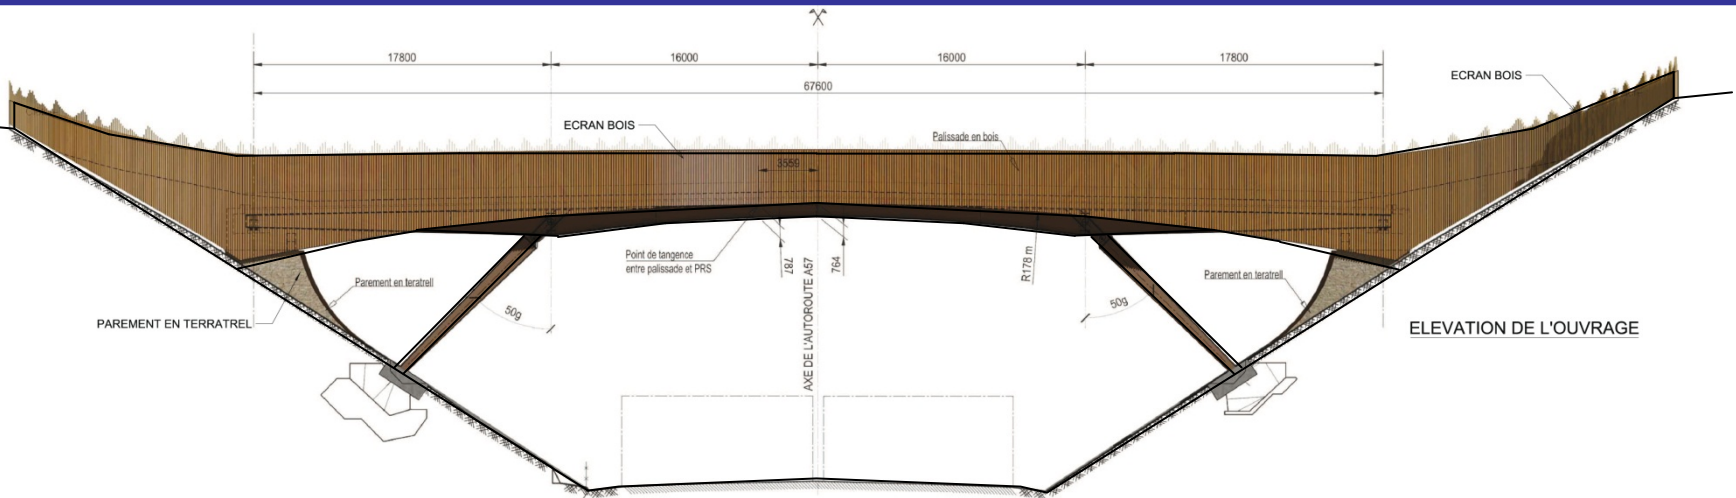 17800
16000
16000
17800
67600
ECRAN BOIS
ECRAN BOIS
Palissade en bois
3559
Point de tangence
entre palissade et PRS
787
764
AXE DE L'AUTOROUTE A57
R178 m
Parement en teratrell
Parement en teratrell
50g
50g
PAREMENT EN TERRATREL
ELEVATION DE L'OUVRAGE